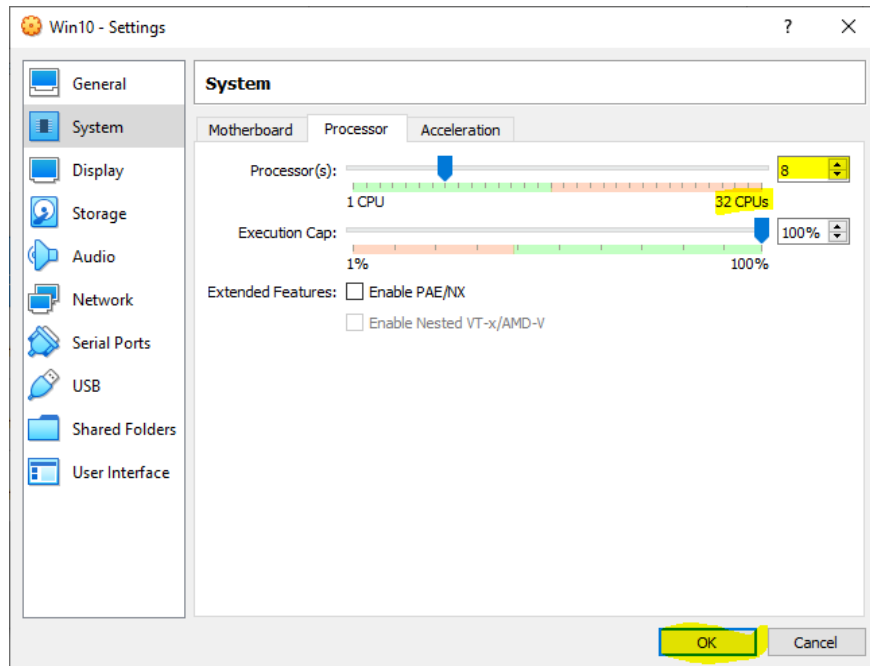 Win10 - Settings
?
General
System
Display
Storage
Audio
Network
Serial Ports
USB
Shared Folders
User Interface
System
Motherboard Processor Acceleration
Processor(s): 8
1 CPU 32 CPUs
Execution Cap: 100%
1% 100%
Extended Features: Enable PAE/NX
Enable Nested VT-x/AMD-V
OK Cancel